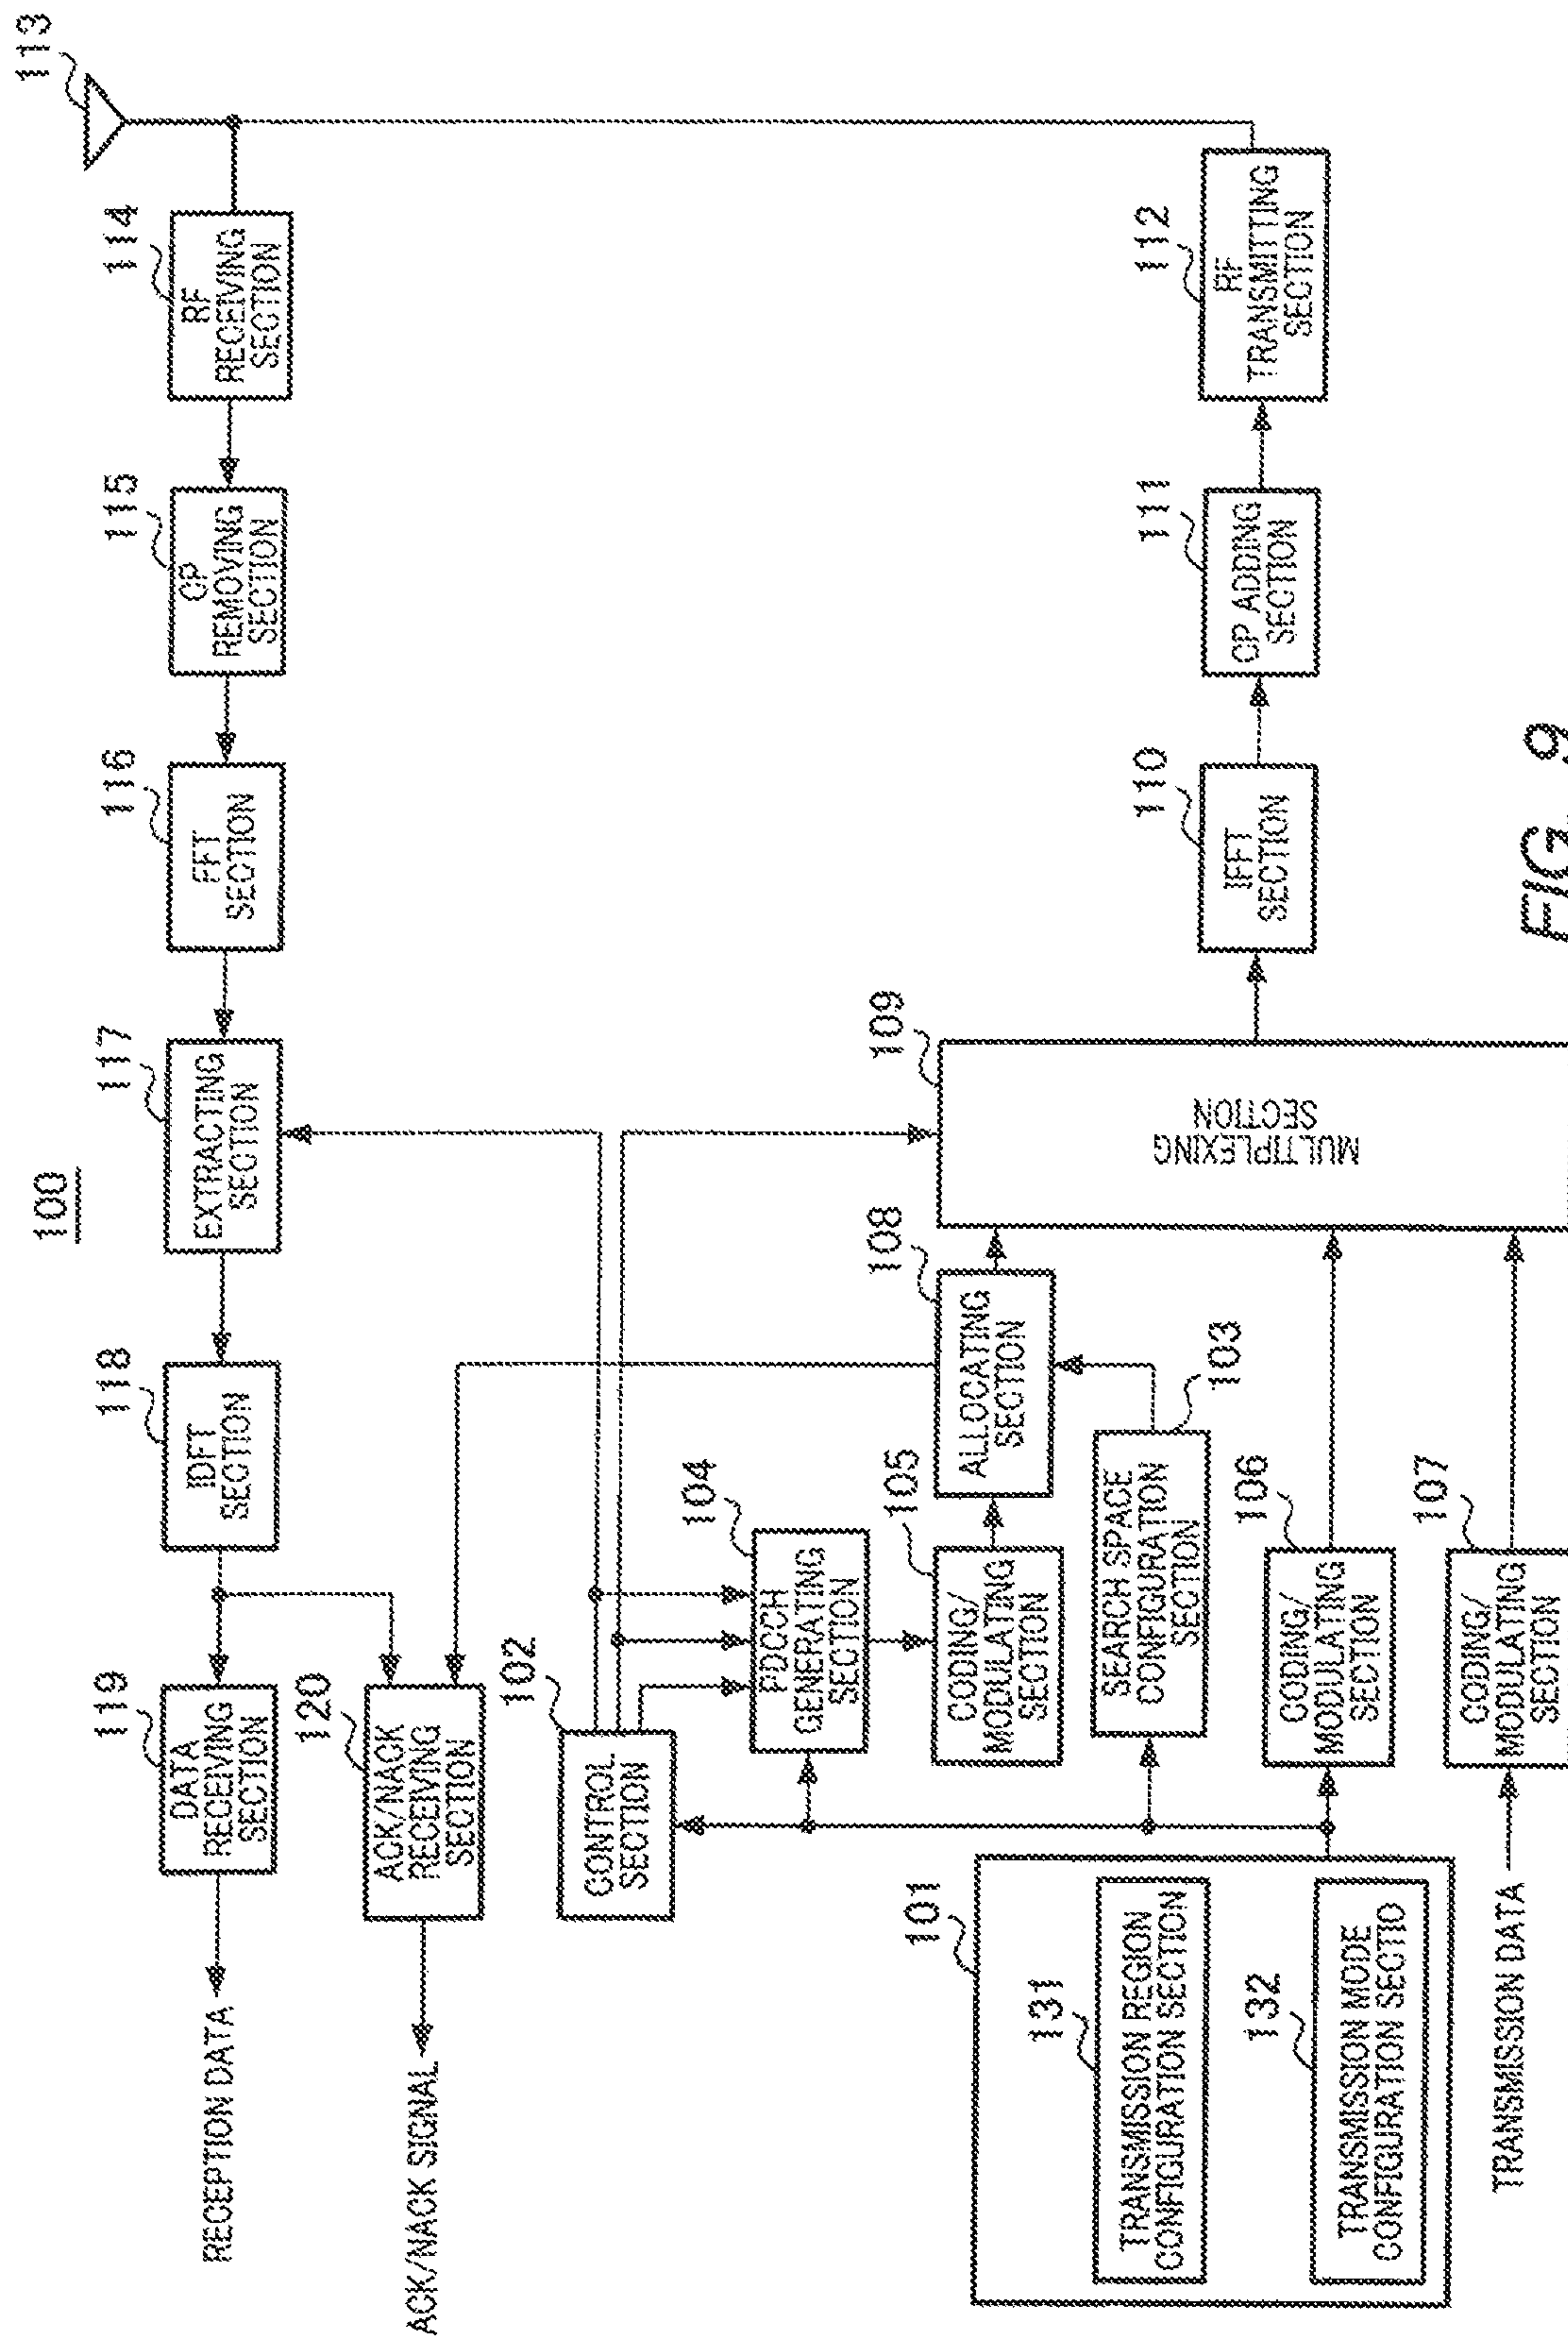 100
113
RECEPTION DATA
119
DATA
RECEIVING
SECTION
118
IDFT
SECTION
117
EXTRACTING
SECTION
116
FFT
SECTION
115
CP
REMOVING
SECTION
114
RF
RECEIVING
SECTION
ACK/NACK SIGNAL
120
ACK/NACK
RECEIVING
SECTION
102
CONTROL
SECTION
104
PDCCH
GENERATING
SECTION
105
CODING/
MODULATING
SECTION
108
ALLOCATING
SECTION
109
MULTIPLEXING
SECTION
110
IFFT
SECTION
111
CP ADDING
SECTION
112
RF
TRANSMITTING
SECTION
103
SEARCH SPACE
CONFIGURATION
SECTION
101
131
TRANSMISSION REGION
CONFIGURATION SECTION
132
TRANSMISSION MODE
CONFIGURATION SECTIO
106
CODING/
MODULATING
SECTION
107
CODING/
MODULATING
SECTION
TRANSMISSION DATA
FIG. 9